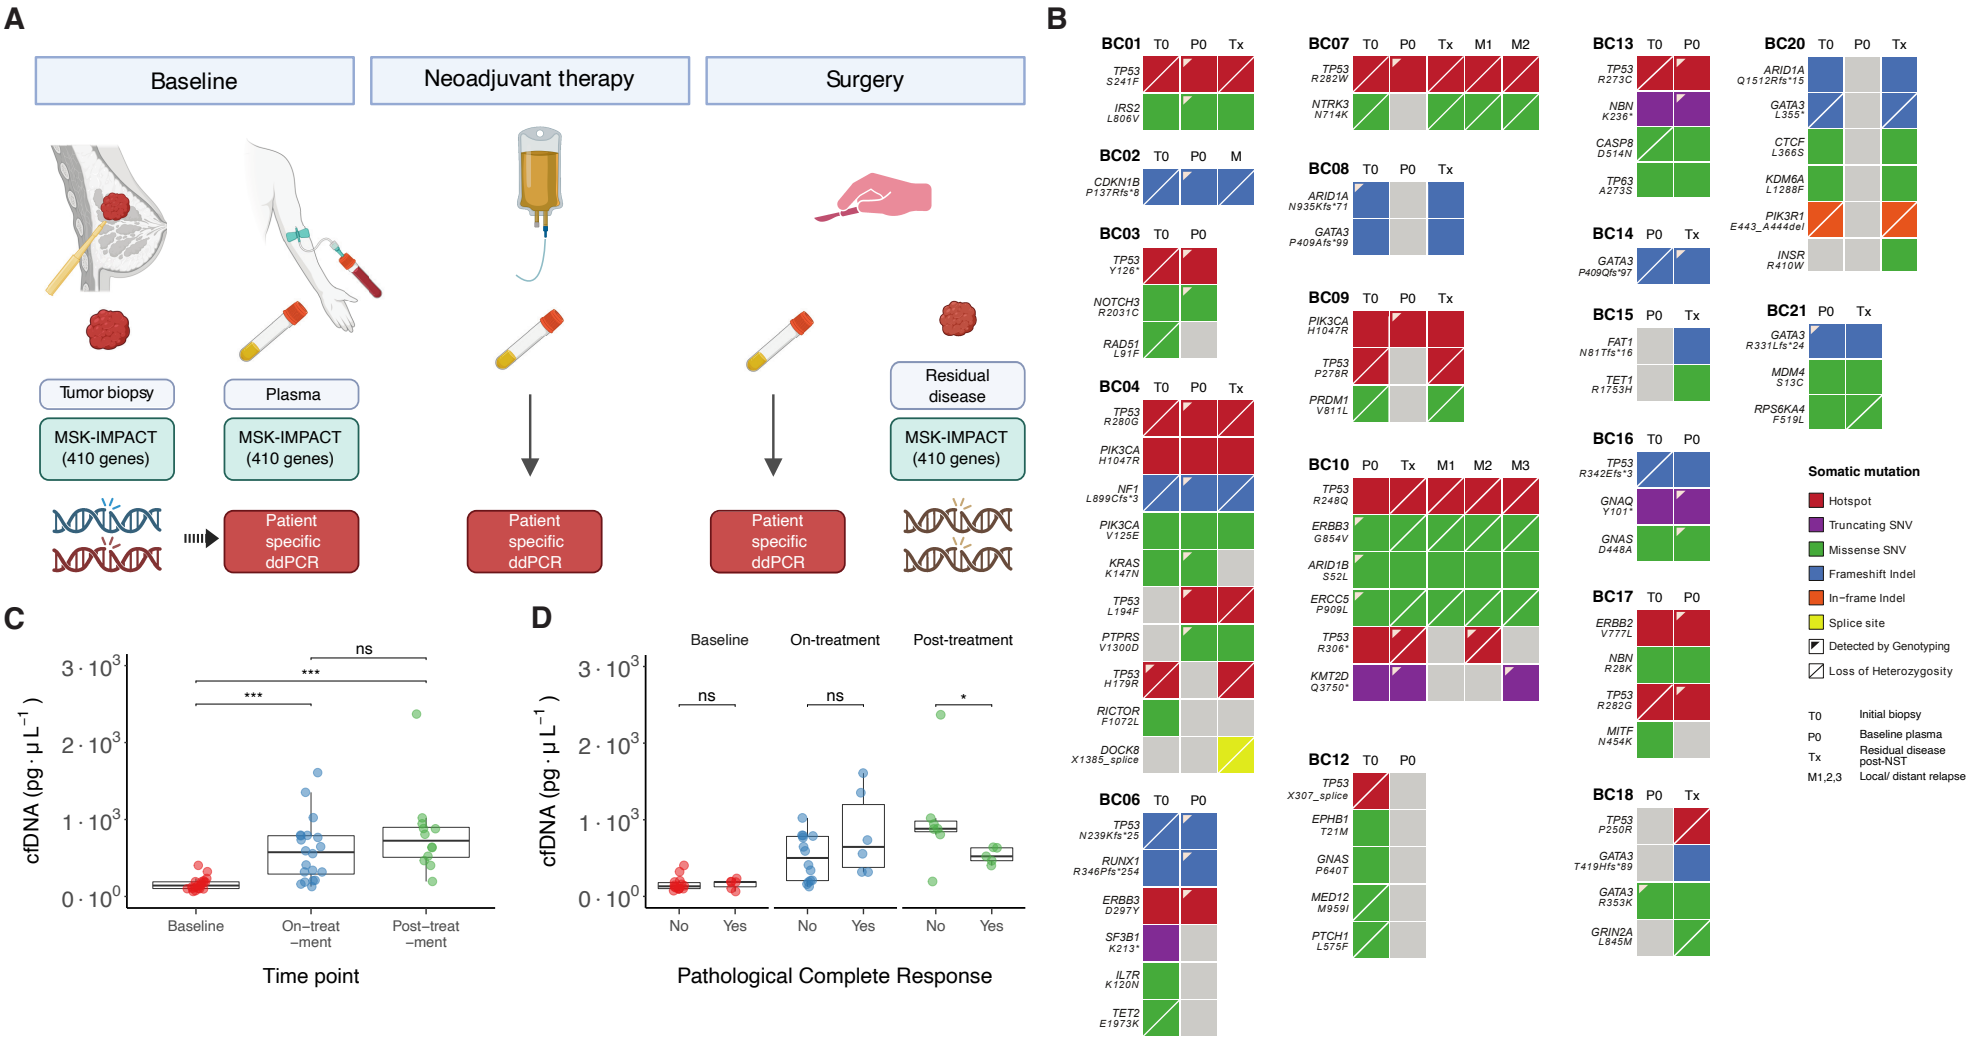 A
Baseline
Neoadjuvant therapy
Surgery
Tumor biopsy
Plasma
Residual
disease
MSK-IMPACT
(410 genes)
MSK-IMPACT
(410 genes)
MSK-IMPACT
(410 genes)
Patient
specific
ddPCR
Patient
specific
ddPCR
Patient
specific
ddPCR
B
BC01 T0 P0 Tx
TP53
S241F
IRS2
L806V
BC02 T0 P0 M
CDKN1B
P137Rfs*8
BC03 T0 P0
TP53
Y126*
NOTCH3
R2031C
RAD51
L91F
BC04 T0 P0 Tx
TP53
R280G
PIK3CA
H1047R
NF1
L899Cfs*3
PIK3CA
V125E
KRAS
K147N
TP53
L194F
PTPRS
V1300D
TP53
H179R
RICTOR
F1072L
DOCK8
X1385_splice
BC06 T0 P0
TP53
N239Kfs*25
RUNX1
R346Pfs*254
ERBB3
D297Y
SF3B1
K213*
IL7R
K120N
TET2
E1973K
BC07 T0 P0 Tx M1 M2
TP53
R282W
NTRK3
N714K
BC08 T0 P0 Tx
ARID1A
N935Kfs*71
GATA3
P409Afs*99
BC09 T0 P0 Tx
PIK3CA
H1047R
TP53
P278R
PRDM1
V811L
BC10 P0 Tx M1 M2 M3
TP53
R248Q
ERBB3
G854V
ARID1B
S52L
ERCC5
P909L
TP53
R306*
KMT2D
Q3750*
BC12 T0 P0
TP53
X307_splice
EPHB1
T21M
GNAS
P640T
MED12
M959I
PTCH1
L575F
BC13 T0 P0
TP53
R273C
NBN
K236*
CASP8
D514N
TP63
A273S
BC14 P0 Tx
GATA3
P409Qfs*97
BC15 P0 Tx
FAT1
N81Tfs*16
TET1
R1753H
BC16 T0 P0
TP53
R342Efs*3
GNAQ
Y101*
GNAS
D448A
BC17 T0 P0
ERBB2
V777L
NBN
R28K
TP53
R282G
MITF
N454K
BC18 P0 Tx
TP53
P250R
GATA3
T419Hfs*89
GATA3
R353K
GRIN2A
L845M
BC20 T0 P0 Tx
ARID1A
Q1512Rfs*15
GATA3
L355*
CTCF
L366S
KDM6A
L1288F
PIK3R1
E443_A444del
INSR
R410W
BC21 P0 Tx
GATA3
R331Lfs*24
MDM4
S13C
RPS6KA4
F519L
Somatic mutation
Hotspot
Truncating SNV
Missense SNV
Frameshift Indel
In-frame Indel
Splice site
Detected by Genotyping
Loss of Heterozygosity
T0 Initial biopsy
P0 Baseline plasma
Tx Residual disease
post-NST
M1,2,3 Local/ distant relapse
C
cfDNA (pg · µL⁻¹)
3 · 10³
2 · 10³
1 · 10³
0 · 10⁰
ns
***
***
Baseline
On-treat
-ment
Post-treat
-ment
Time point
D
cfDNA (pg · µL⁻¹)
Baseline On-treatment Post-treatment
3 · 10³
2 · 10³
1 · 10³
0 · 10⁰
ns ns *
No Yes No Yes No Yes
Pathological Complete Response